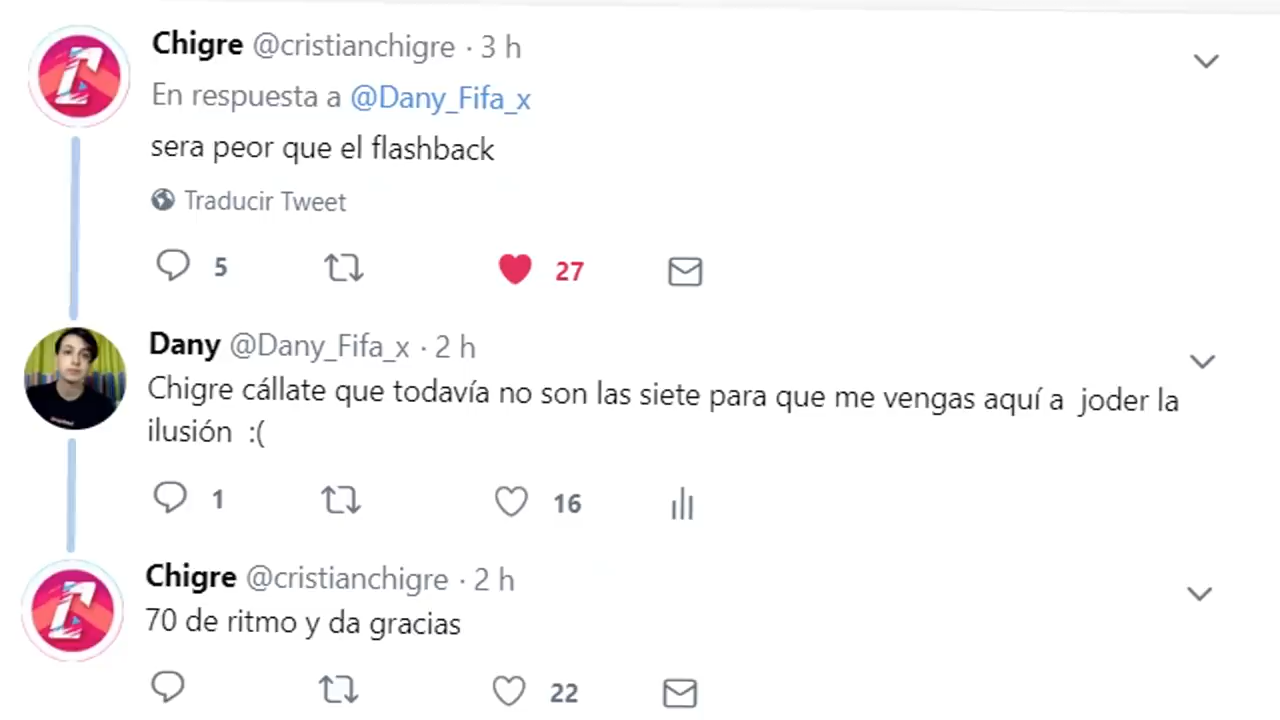 Chigre @cristianchigre · 3 h
En respuesta a @Dany_Fifa_x
sera peor que el flashback
Traducir Tweet
5 27
Dany @Dany_Fifa_x · 2 h
Chigre cállate que todavía no son las siete para que me vengas aquí a joder la
ilusión :(
1 16
Chigre @cristianchigre · 2 h
70 de ritmo y da gracias
22